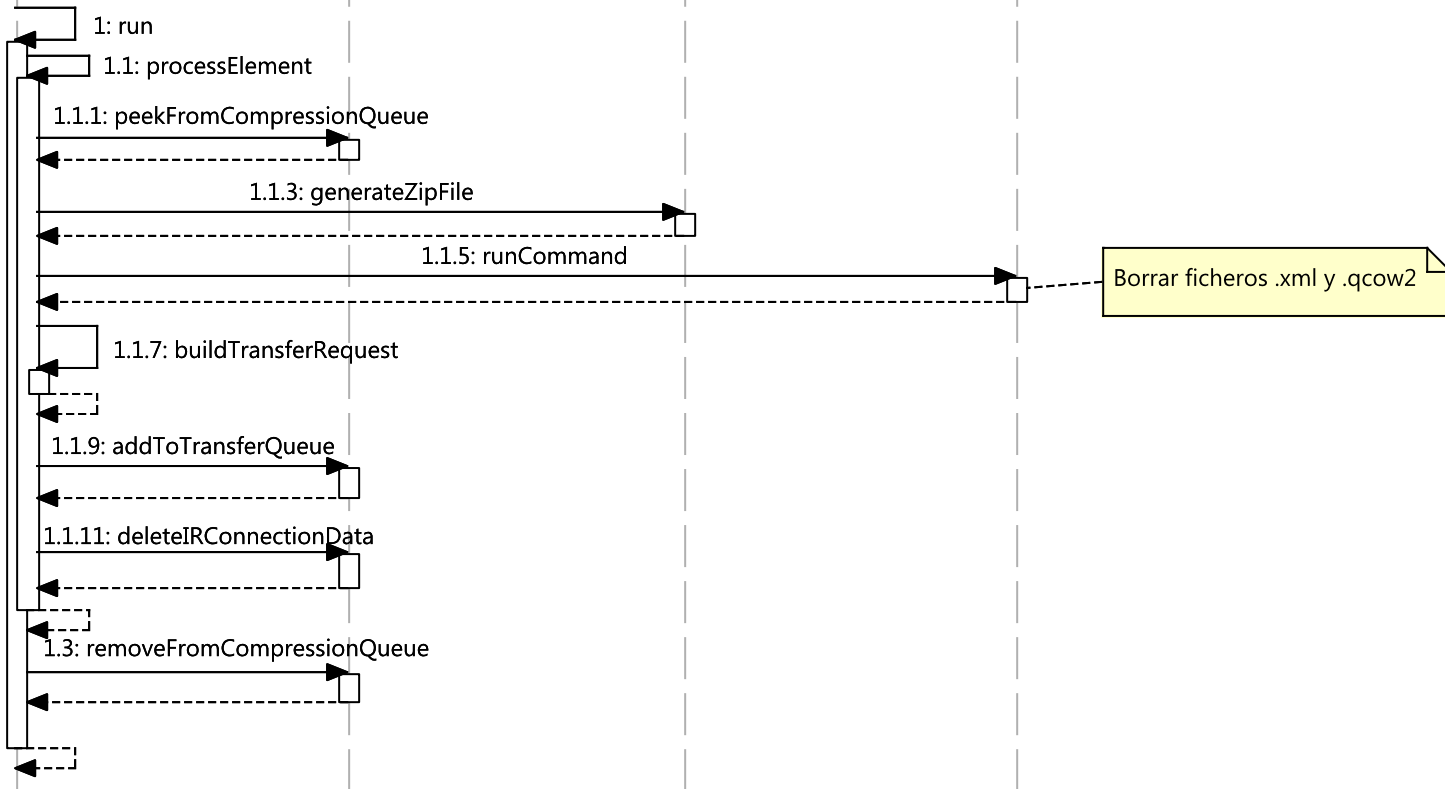 1: run
1.1: processElement
1.1.1: peekFromCompressionQueue
1.1.3: generateZipFile
1.1.5: runCommand
Borrar ficheros .xml y .qcow2
1.1.7: buildTransferRequest
1.1.9: addToTransferQueue
1.1.11: deleteIRConnectionData
1.3: removeFromCompressionQueue